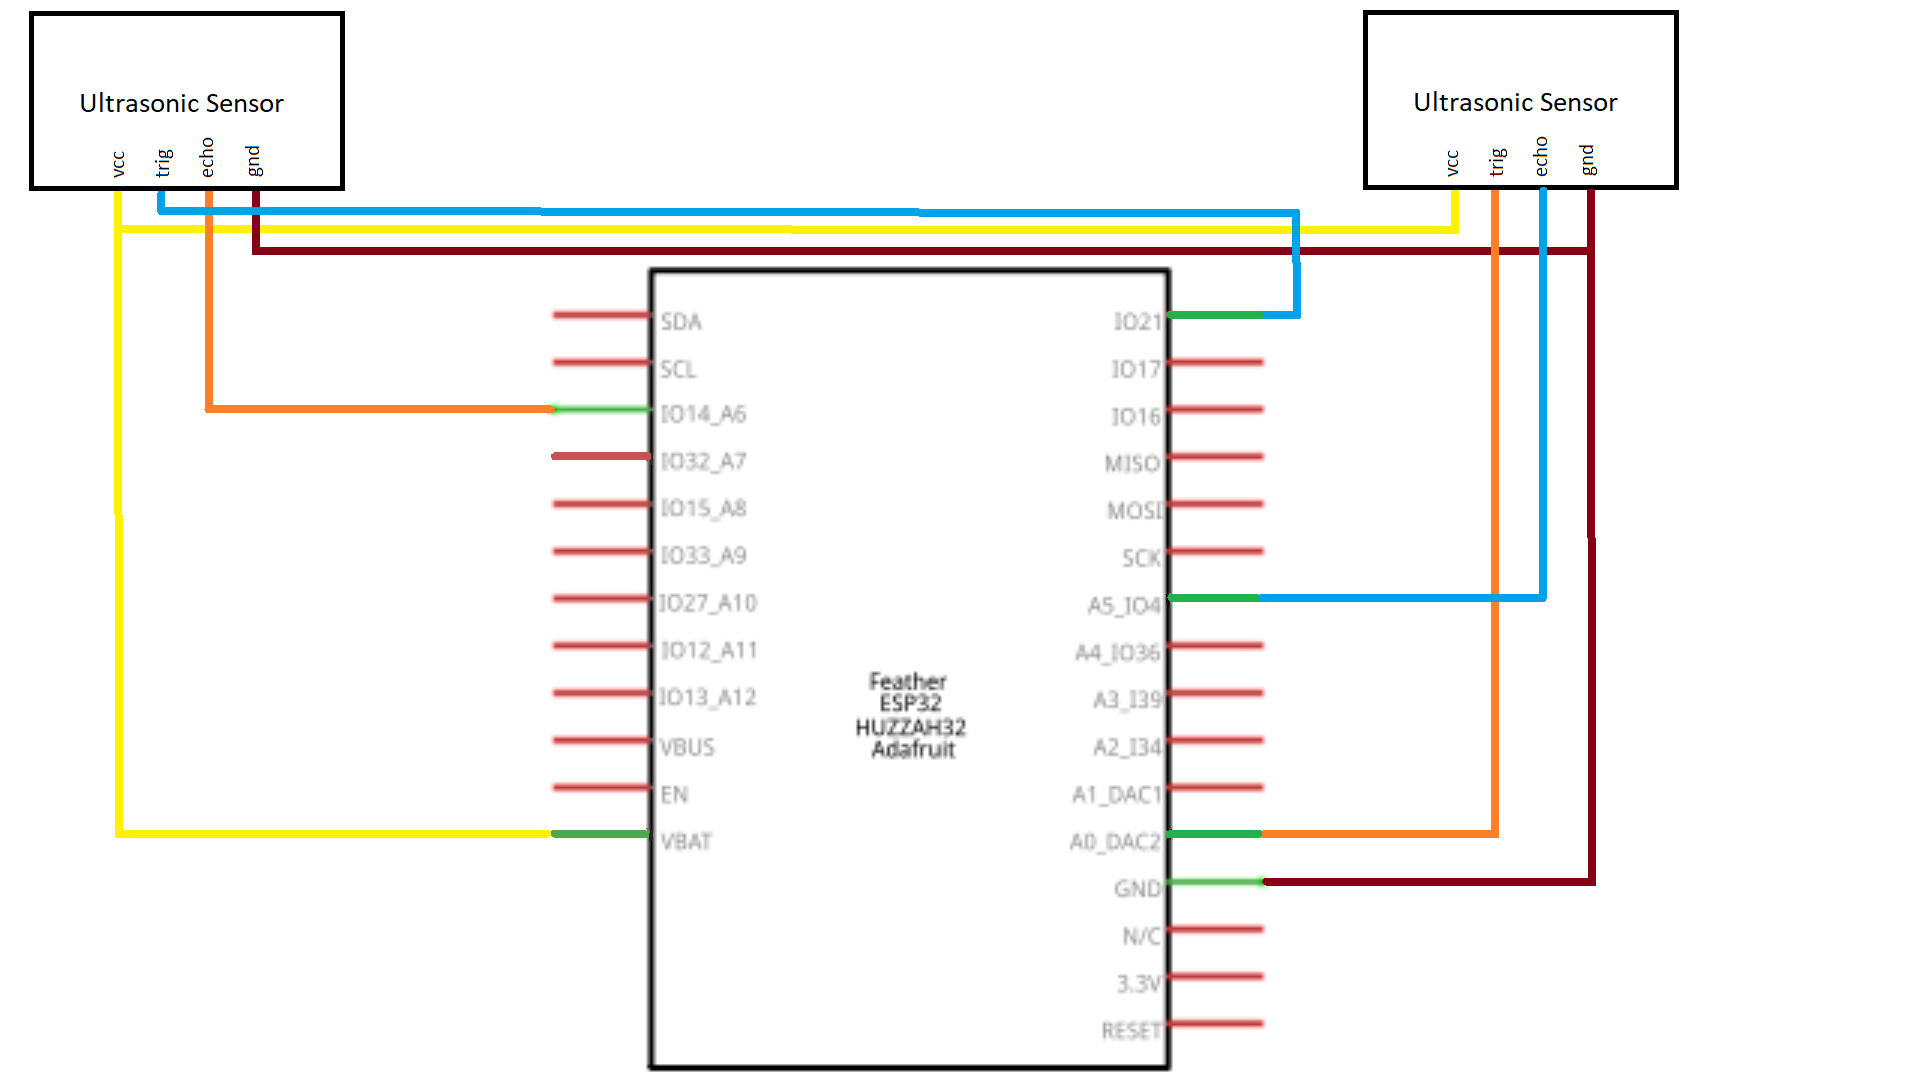 Ultrasonic Sensor
vcc
trig
echo
gnd
Ultrasonic Sensor
vcc
trig
echo
gnd
SDA
SCL
IO14_A6
IO32_A7
IO15_A8
IO33_A9
IO27_A10
IO12_A11
IO13_A12
VBUS
EN
VBAT
Feather
ESP32
HUZZAH32
Adafruit
IO21
IO17
IO16
MISO
MOSI
SCK
A5_IO4
A4_IO36
A3_I39
A2_I34
A1_DAC1
A0_DAC2
GND
N/C
3.3V
RESET